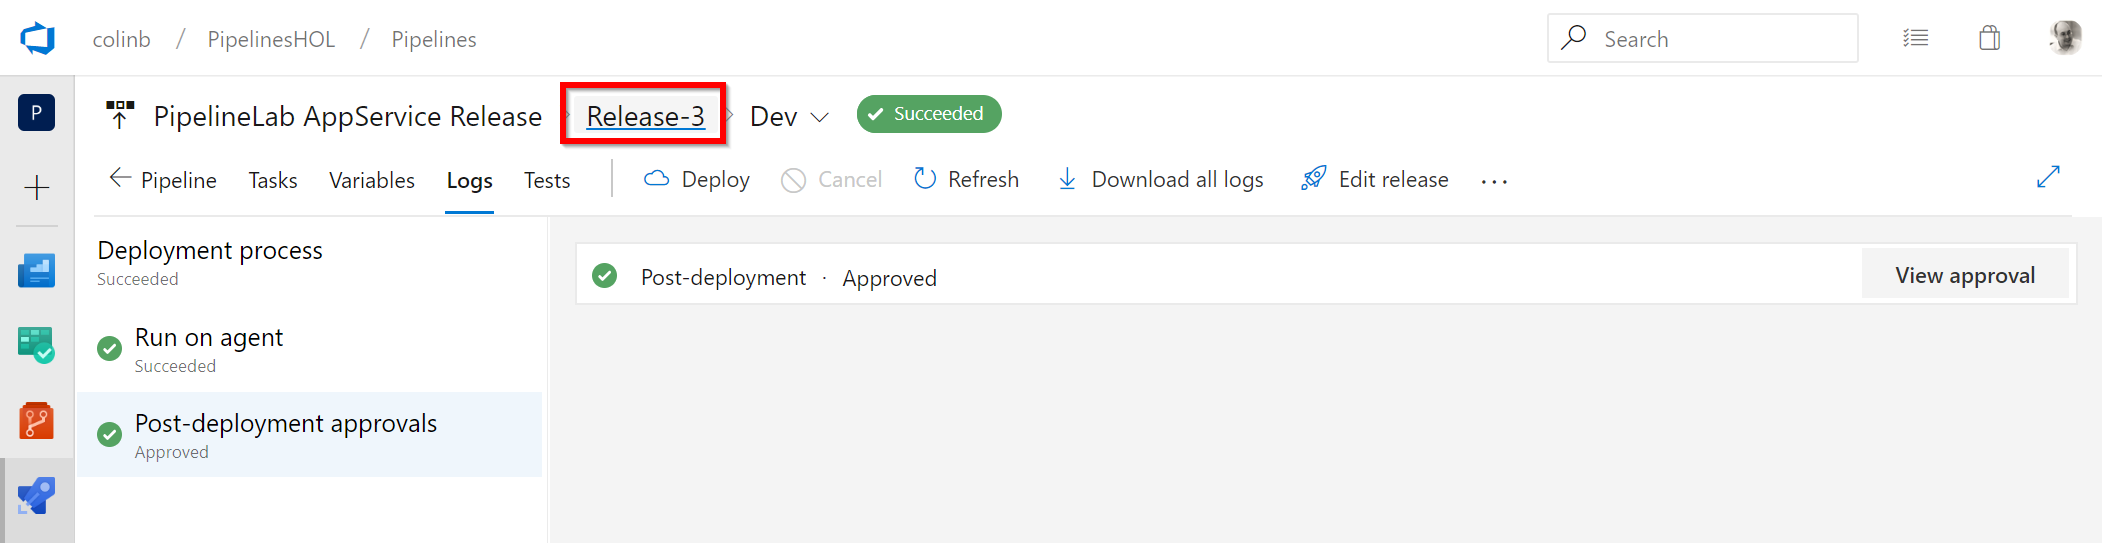 colinb / PipelinesHOL / Pipelines
Search
P
PipelineLab AppService Release > Release-3 > Dev Succeeded
Pipeline Tasks Variables Logs Tests Deploy Cancel Refresh Download all logs Edit release ...
Deployment process
Succeeded
Run on agent
Succeeded
Post-deployment approvals
Approved
Post-deployment · Approved
View approval